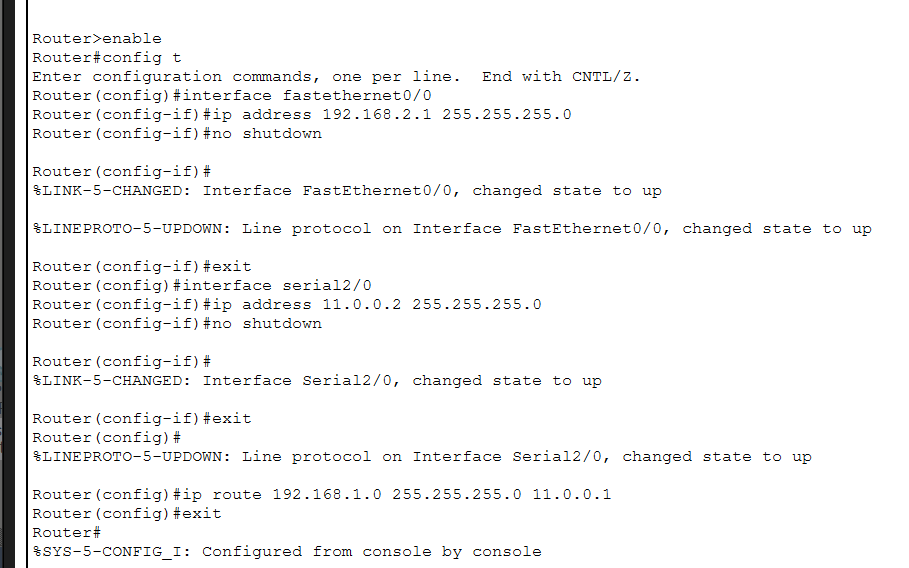 Router>enable
Router#config t
Enter configuration commands, one per line.  End with CNTL/Z.
Router(config)#interface fastethernet0/0
Router(config-if)#ip address 192.168.2.1 255.255.255.0
Router(config-if)#no shutdown
Router(config-if)#
%LINK-5-CHANGED: Interface FastEthernet0/0, changed state to up
%LINEPROTO-5-UPDOWN: Line protocol on Interface FastEthernet0/0, changed state to up
Router(config-if)#exit
Router(config)#interface serial2/0
Router(config-if)#ip address 11.0.0.2 255.255.255.0
Router(config-if)#no shutdown
Router(config-if)#
%LINK-5-CHANGED: Interface Serial2/0, changed state to up
Router(config-if)#exit
Router(config)#
%LINEPROTO-5-UPDOWN: Line protocol on Interface Serial2/0, changed state to up
Router(config)#ip route 192.168.1.0 255.255.255.0 11.0.0.1
Router(config)#exit
Router#
%SYS-5-CONFIG_I: Configured from console by console